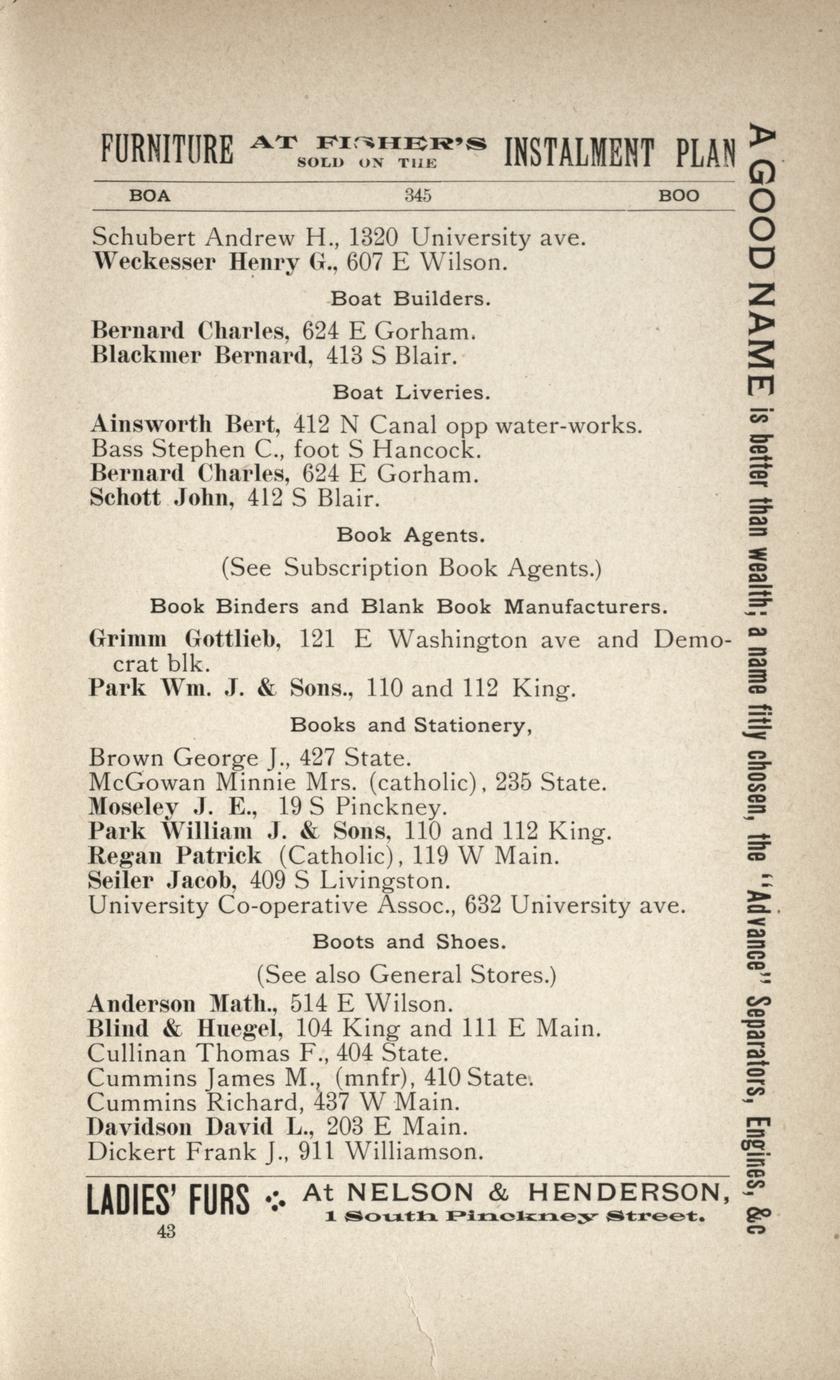 FURNITURE AT FISHER'S SOLD ON THE INSTALMENT PLAN
BOA 345 BOO
Schubert Andrew H., 1320 University ave.
Weckesser Henry G., 607 E Wilson.
Boat Builders.
Bernard Charles, 624 E Gorham.
Blackmer Bernard, 413 S Blair.
Boat Liveries.
Ainsworth Bert, 412 N Canal opp water-works.
Bass Stephen C., foot S Hancock.
Bernard Charles, 624 E Gorham.
Schott John, 412 S Blair.
Book Agents.
(See Subscription Book Agents.)
Book Binders and Blank Book Manufacturers.
Grimm Gottlieb, 121 E Washington ave and Demo-
crat blk.
Park Wm. J. & Sons., 110 and 112 King.
Books and Stationery,
Brown George J., 427 State.
McGowan Minnie Mrs. (catholic), 235 State.
Moseley J. E., 19 S Pinckney.
Park William J. & Sons, 110 and 112 King.
Regan Patrick (Catholic), 119 W Main.
Seiler Jacob, 409 S Livingston.
University Co-operative Assoc., 632 University ave.
Boots and Shoes.
(See also General Stores.)
Anderson Math., 514 E Wilson.
Blind & Huegel, 104 King and 111 E Main.
Cullinan Thomas F., 404 State.
Cummins James M., (mnfr), 410 State.
Cummins Richard, 437 W Main.
Davidson David L., 203 E Main.
Dickert Frank J., 911 Williamson.
LADIES' FURS ∴ At NELSON & HENDERSON,
1 South Pinckney Street.
43
A GOOD NAME is better than wealth; a name fitly chosen, the "Advance" Separators, Engines, &c